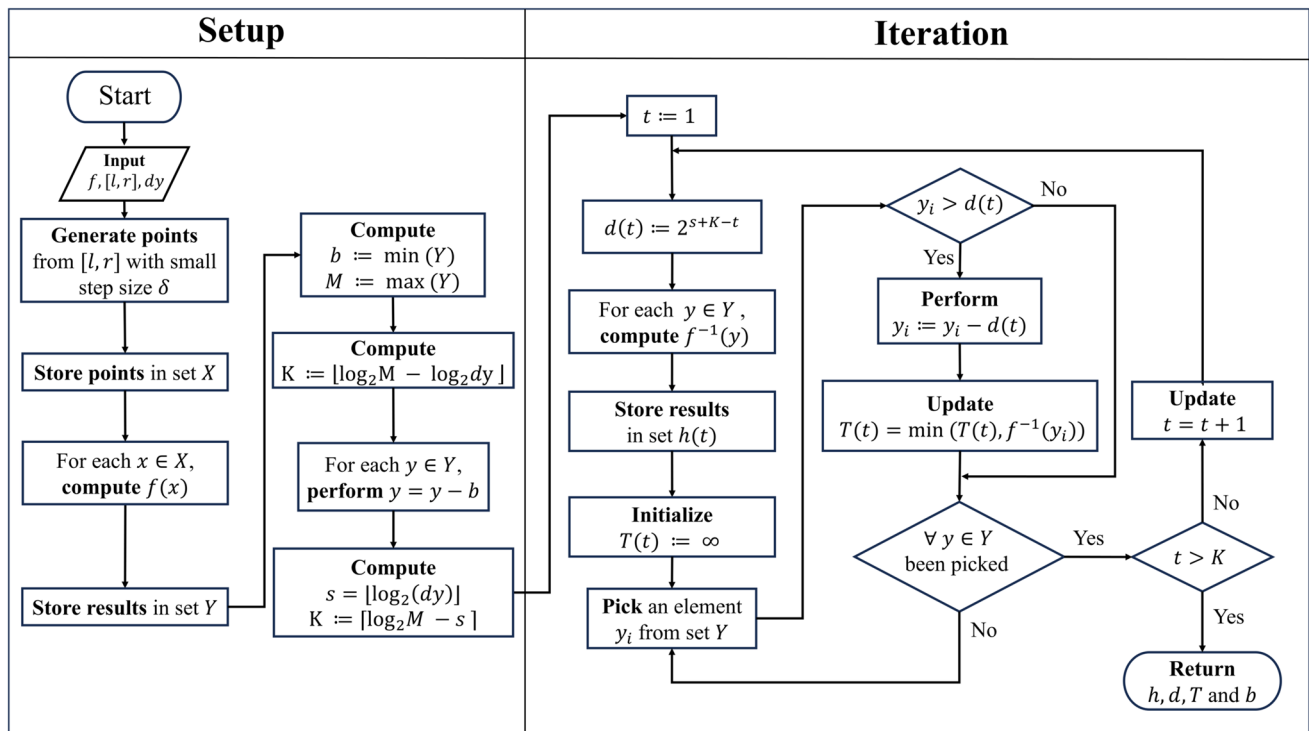 Setup
Start
Input
f, [l, r], dy
Generate points
from [l, r] with small
step size δ
Store points in set X
For each x ∈ X,
compute f(x)
Store results in set Y
Compute
b ≔ min (Y)
M ≔ max (Y)
Compute
K ≔ ⌊log₂M − log₂dy⌋
For each y ∈ Y,
perform y = y − b
Compute
s = ⌊log₂(dy)⌋
K ≔ ⌈log₂M − s⌉
Iteration
t ≔ 1
d(t) ≔ 2^{s+K−t}
For each y ∈ Y,
compute f⁻¹(y)
Store results
in set h(t)
Initialize
T(t) ≔ ∞
Pick an element
yᵢ from set Y
yᵢ > d(t)
No
Yes
Perform
yᵢ ≔ yᵢ − d(t)
Update
T(t) = min (T(t), f⁻¹(yᵢ))
∀ y ∈ Y
been picked
Yes
No
t > K
No
Yes
Update
t = t + 1
Return
h, d, T and b